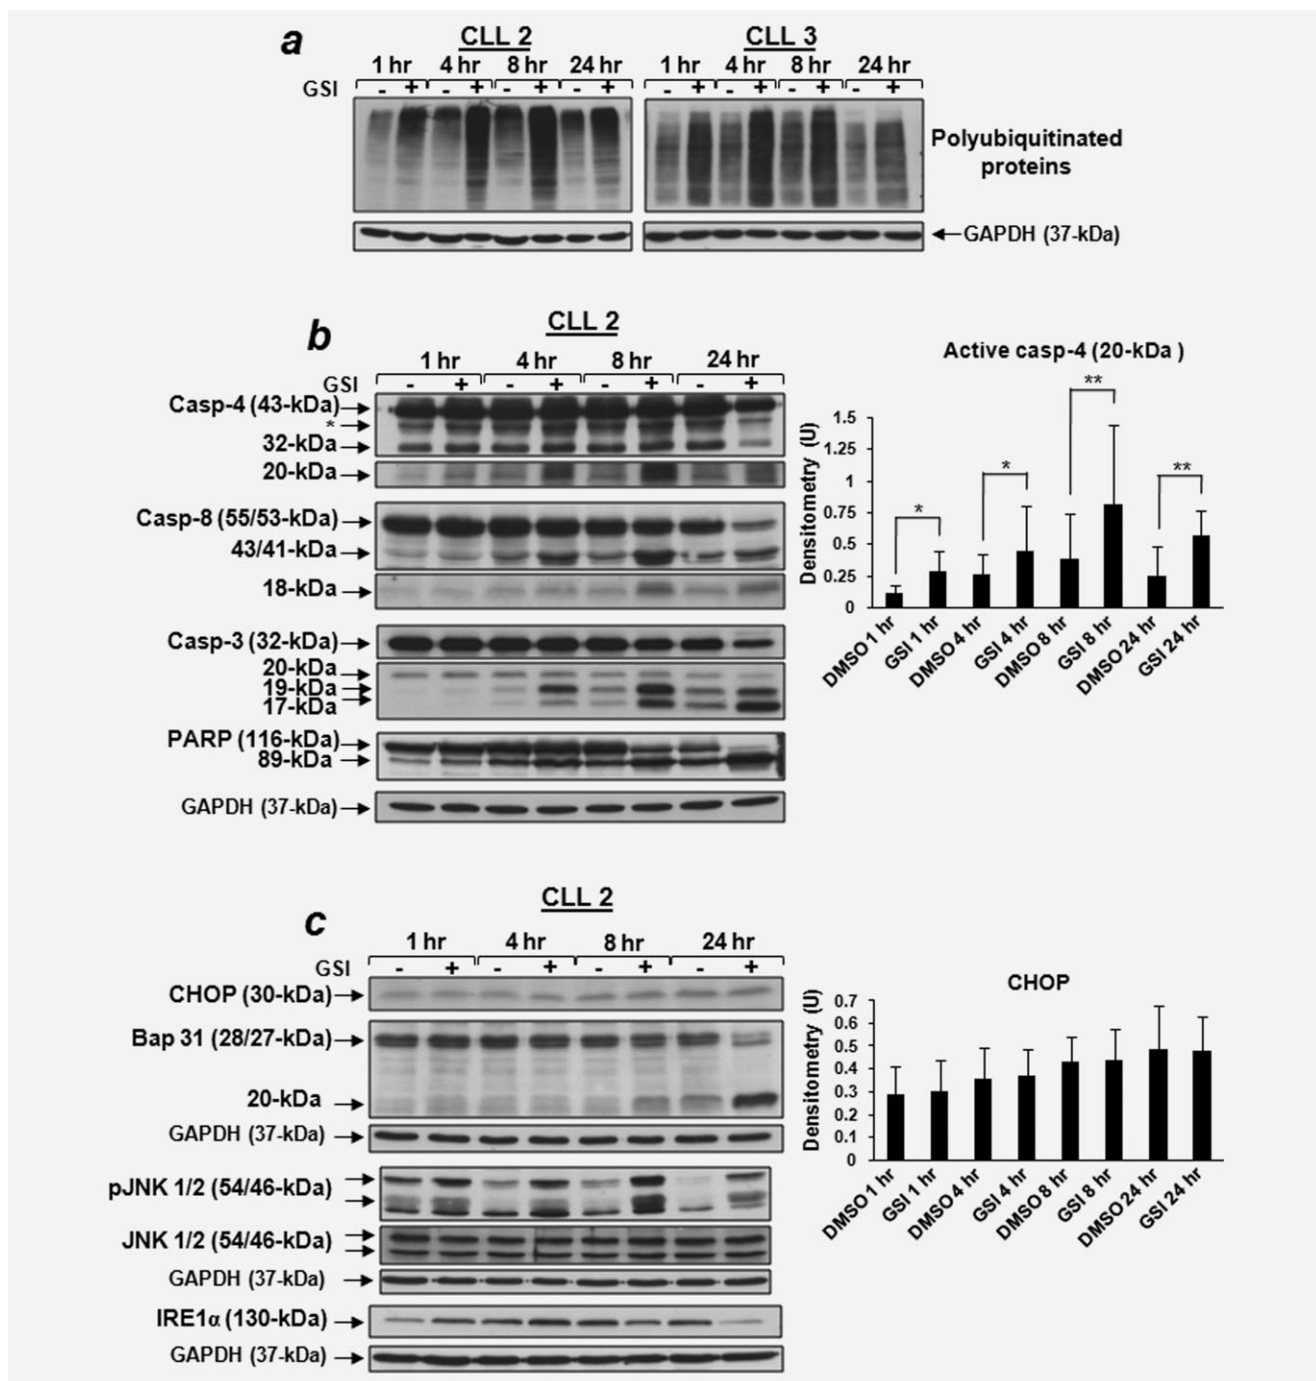 a
CLL 2 CLL 3
1 hr 4 hr 8 hr 24 hr 1 hr 4 hr 8 hr 24 hr
GSI - + - + - + - + - + - + - + - +
Polyubiquitinated
proteins
GAPDH (37-kDa)
b
CLL 2
1 hr 4 hr 8 hr 24 hr
GSI - + - + - + - +
Casp-4 (43-kDa)
*
32-kDa
20-kDa
Casp-8 (55/53-kDa)
43/41-kDa
18-kDa
Casp-3 (32-kDa)
20-kDa
19-kDa
17-kDa
PARP (116-kDa)
89-kDa
GAPDH (37-kDa)
Active casp-4 (20-kDa )
Densitometry (U)
1.5
1.25
1
0.75
0.5
0.25
0
* * ** **
DMSO 1 hr GSI 1 hr DMSO 4 hr GSI 4 hr DMSO 8 hr GSI 8 hr DMSO 24 hr GSI 24 hr
c
CLL 2
1 hr 4 hr 8 hr 24 hr
GSI - + - + - + - +
CHOP (30-kDa)
Bap 31 (28/27-kDa)
20-kDa
GAPDH (37-kDa)
pJNK 1/2 (54/46-kDa)
JNK 1/2 (54/46-kDa)
GAPDH (37-kDa)
IRE1α (130-kDa)
GAPDH (37-kDa)
CHOP
Densitometry (U)
0.7
0.6
0.5
0.4
0.3
0.2
0.1
0
DMSO 1 hr GSI 1 hr DMSO 4 hr GSI 4 hr DMSO 8 hr GSI 8 hr DMSO 24 hr GSI 24 hr